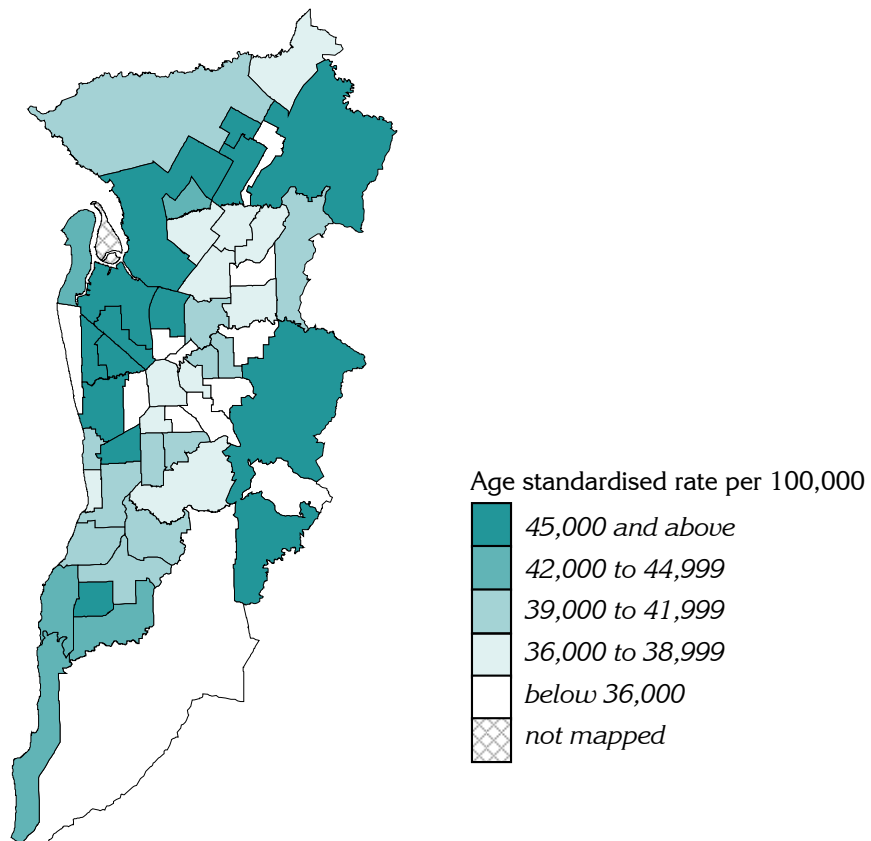 Age standardised rate per 100,000
45,000 and above
42,000 to 44,999
39,000 to 41,999
36,000 to 38,999
below 36,000
not mapped